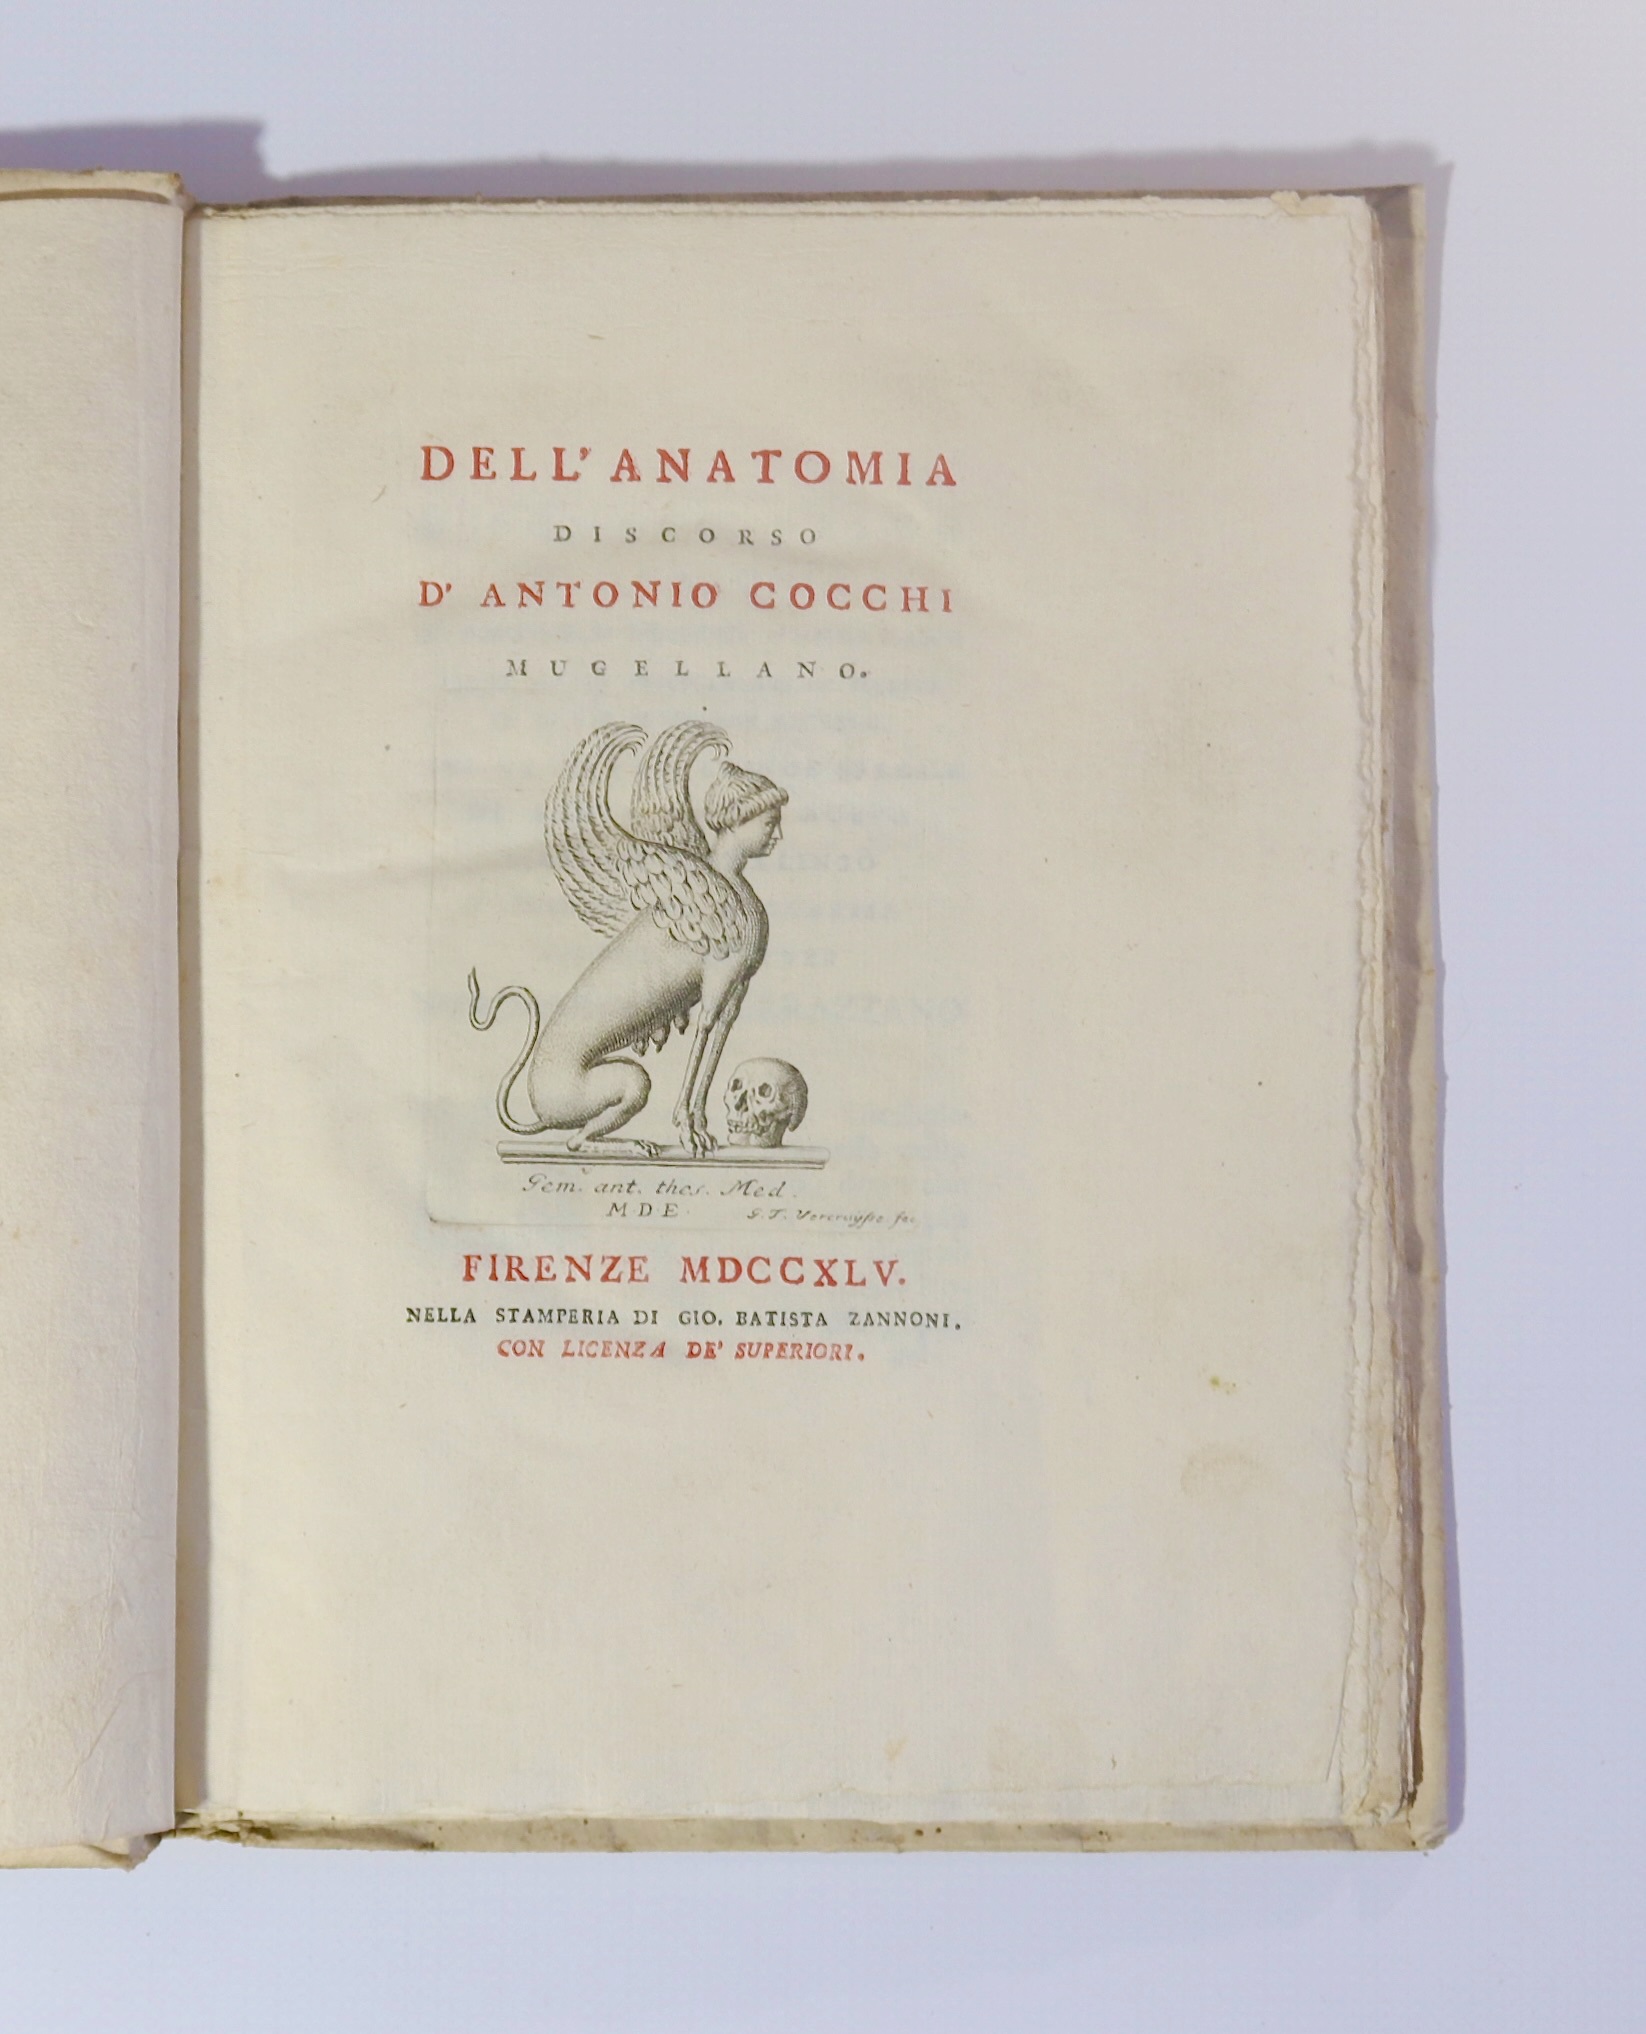 DELL' ANATOMIA
DISCORSO
D' ANTONIO COCCHI
MUGELLANO.
Gem. ant. thes. Med.
M·D·E·
FIRENZE MDCCXLV.
NELLA STAMPERIA DI GIO. BATISTA ZANNONI.
CON LICENZA DE' SUPERIORI.